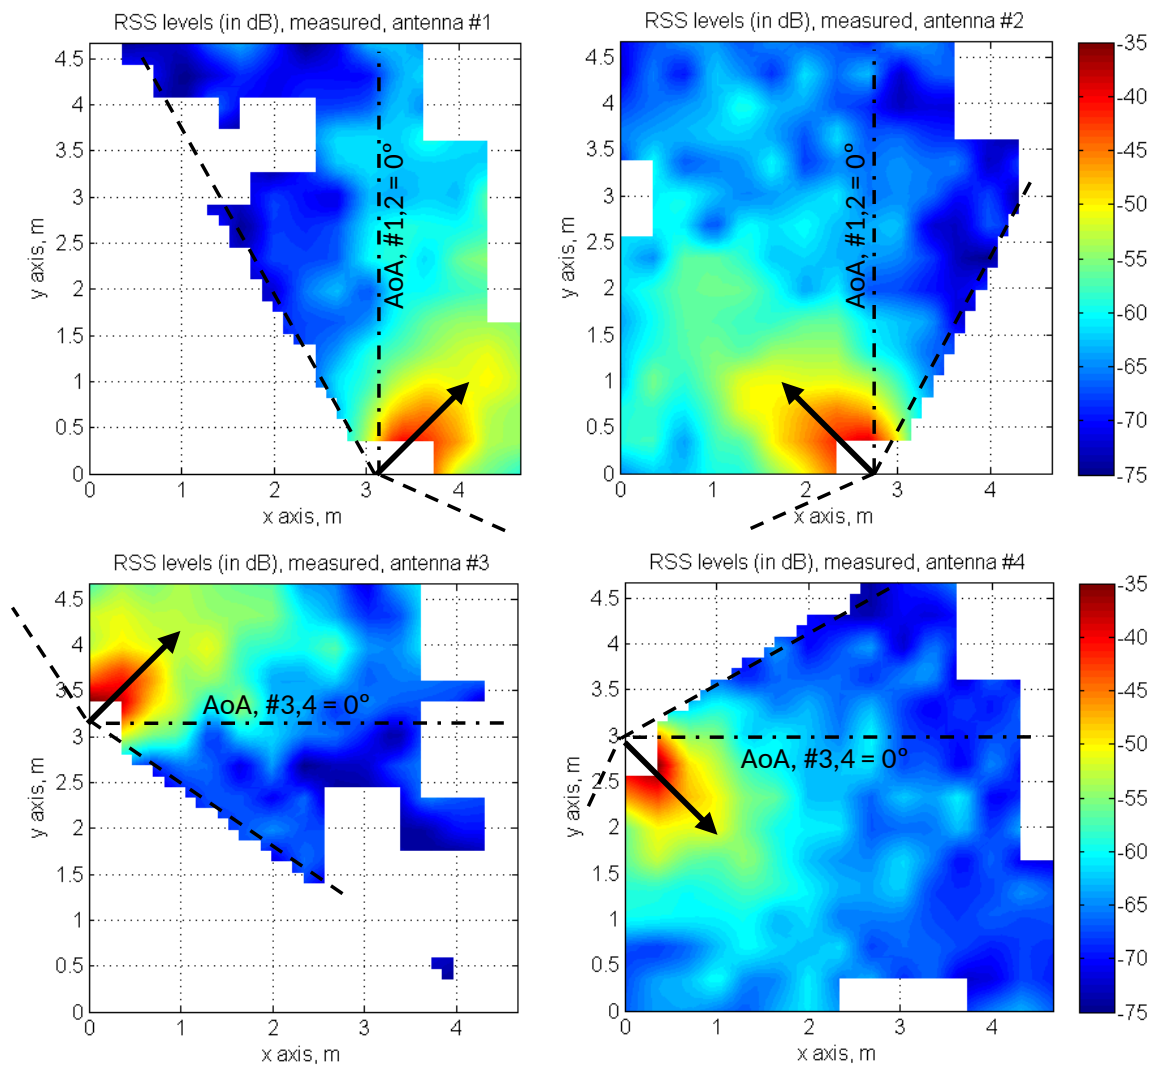 RSS levels (in dB), measured, antenna #1
y axis, m
4.5
4
3.5
3
2.5
2
1.5
1
0.5
0
AoA, #1,2 = 0°
0 1 2 3 4
x axis, m
RSS levels (in dB), measured, antenna #2
y axis, m
4.5
4
3.5
3
2.5
2
1.5
1
0.5
0
AoA, #1,2 = 0°
0 1 2 3 4
x axis, m
-35
-40
-45
-50
-55
-60
-65
-70
-75
RSS levels (in dB), measured, antenna #3
y axis, m
4.5
4
3.5
3
2.5
2
1.5
1
0.5
0
AoA, #3,4 = 0°
0 1 2 3 4
x axis, m
RSS levels (in dB), measured, antenna #4
y axis, m
4.5
4
3.5
3
2.5
2
1.5
1
0.5
0
AoA, #3,4 = 0°
0 1 2 3 4
x axis, m
-35
-40
-45
-50
-55
-60
-65
-70
-75